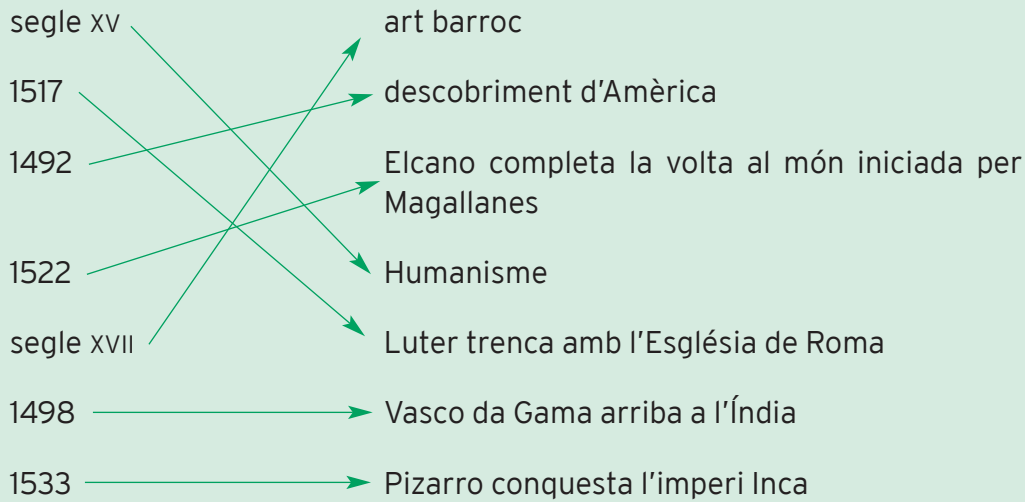 segle XV art barroc
1517 descobriment d'Amèrica
1492 Elcano completa la volta al món iniciada per
Magallanes
1522 Humanisme
segle XVII Luter trenca amb l'Església de Roma
1498 Vasco da Gama arriba a l'Índia
1533 Pizarro conquesta l'imperi Inca